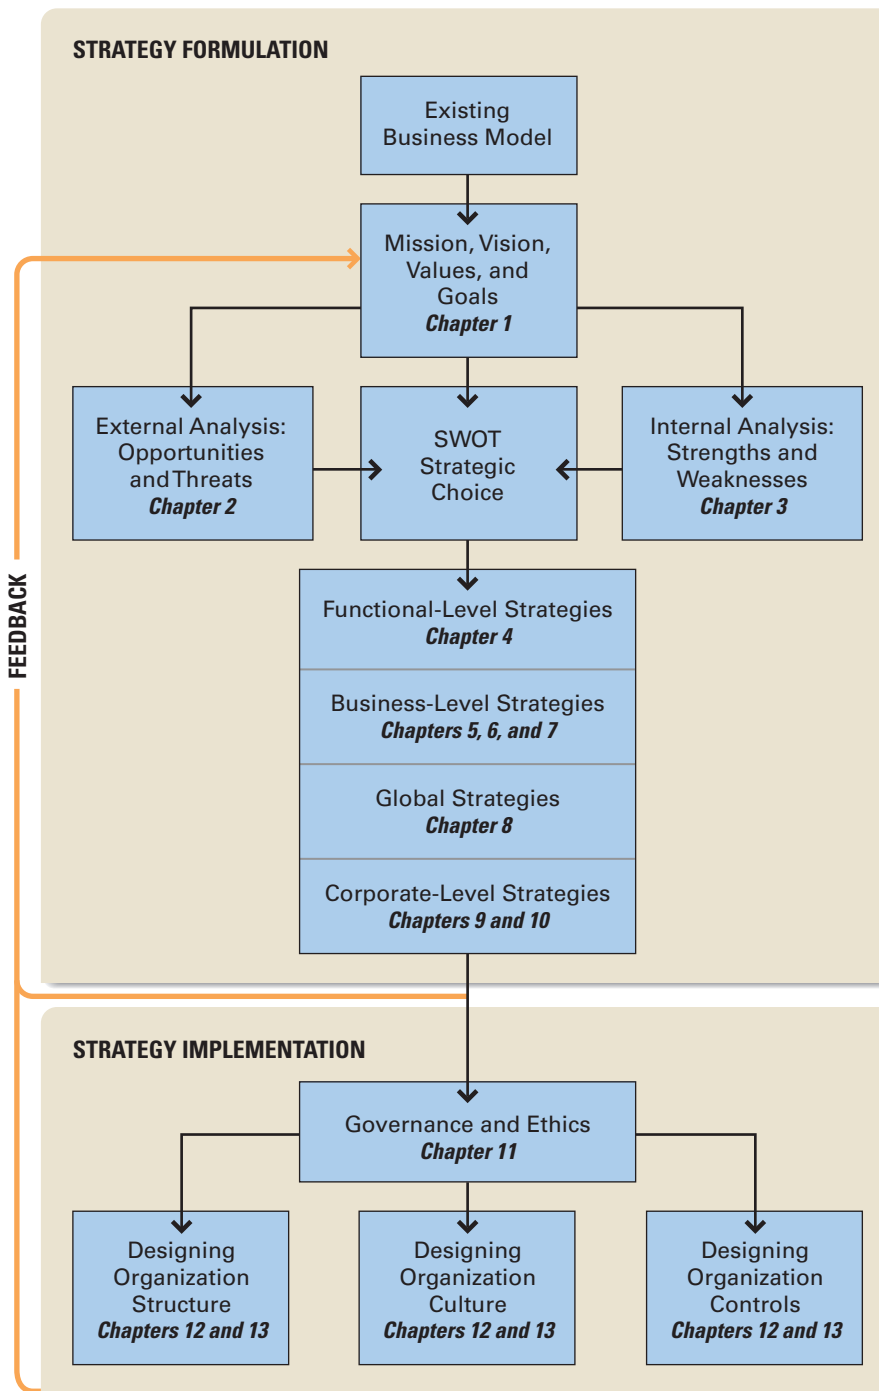 STRATEGY FORMULATION
Existing
Business Model
Mission, Vision,
Values, and
Goals
Chapter 1
External Analysis:
Opportunities
and Threats
Chapter 2
SWOT
Strategic
Choice
Internal Analysis:
Strengths and
Weaknesses
Chapter 3
FEEDBACK
Functional-Level Strategies
Chapter 4
Business-Level Strategies
Chapters 5, 6, and 7
Global Strategies
Chapter 8
Corporate-Level Strategies
Chapters 9 and 10
STRATEGY IMPLEMENTATION
Governance and Ethics
Chapter 11
Designing
Organization
Structure
Chapters 12 and 13
Designing
Organization
Culture
Chapters 12 and 13
Designing
Organization
Controls
Chapters 12 and 13